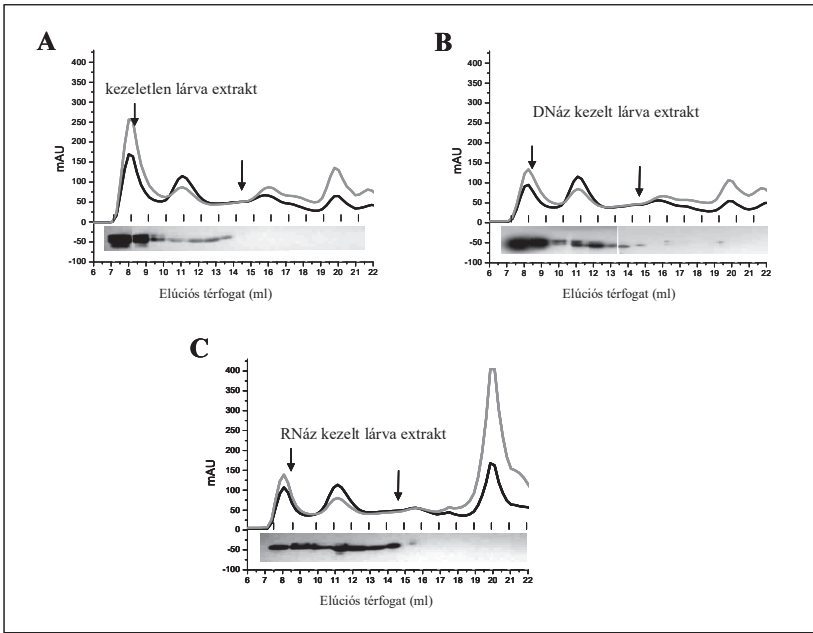 A
kezeletlen lárva extrakt
mAU
400
350
300
250
200
150
100
50
0
-50
-100
6 7 8 9 10 11 12 13 14 15 16 17 18 19 20 21 22
Elúciós térfogat (ml)
B
DNáz kezelt lárva extrakt
mAU
400
350
300
250
200
150
100
50
0
-50
-100
6 7 8 9 10 11 12 13 14 15 16 17 18 19 20 21 22
Elúciós térfogat (ml)
C
RNáz kezelt lárva extrakt
mAU
400
350
300
250
200
150
100
50
0
-50
-100
6 7 8 9 10 11 12 13 14 15 16 17 18 19 20 21 22
Elúciós térfogat (ml)